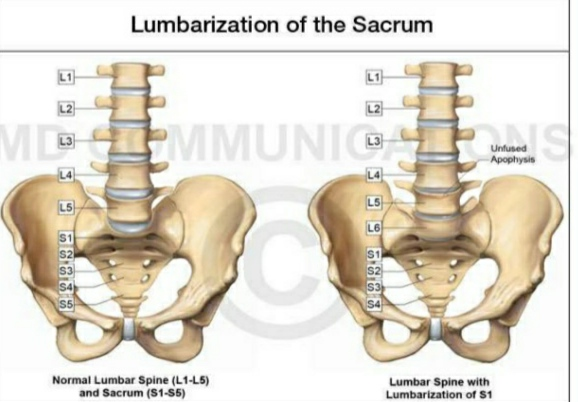 Lumbarization of the Sacrum
L1
L2
L3
L4
L5
S1
S2
S3
S4
S5
L1
L2
L3
L4
L5
L6
S1
S2
S3
S4
Unfused
Apophysis
MD COMMUNICATIONS
©
Normal Lumbar Spine (L1-L5)
and Sacrum (S1-S5)
Lumbar Spine with
Lumbarization of S1